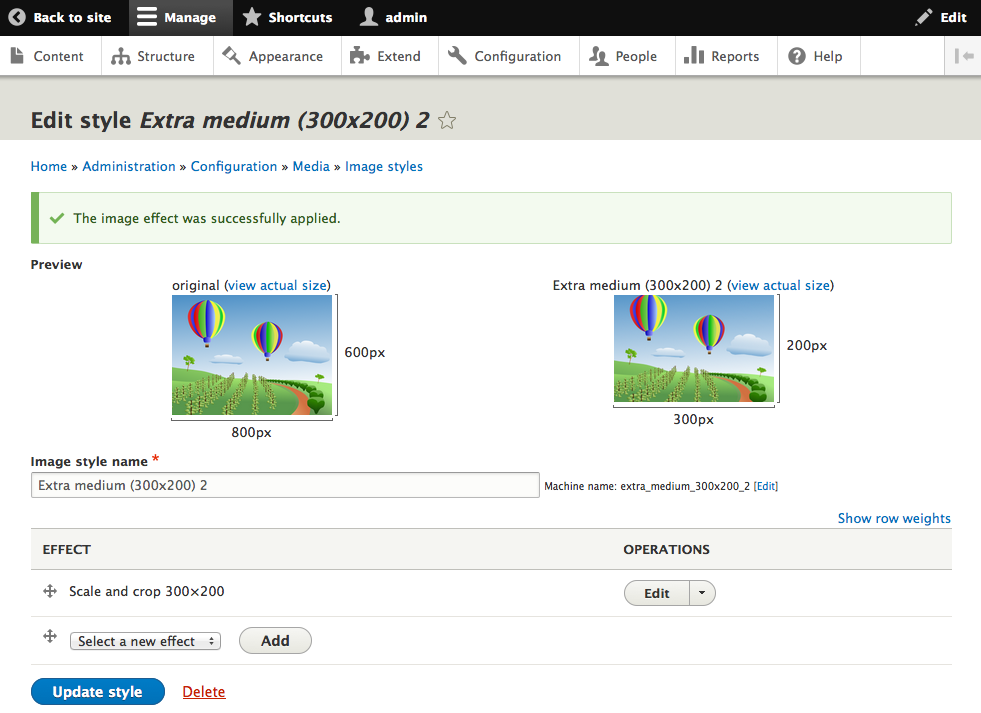 Back to site Manage Shortcuts admin Edit
Content Structure Appearance Extend Configuration People Reports Help
Edit style Extra medium (300x200) 2
Home » Administration » Configuration » Media » Image styles
The image effect was successfully applied.
Preview
original (view actual size) Extra medium (300x200) 2 (view actual size)
600px 200px
800px 300px
Image style name *
Extra medium (300x200) 2 Machine name: extra_medium_300x200_2 [Edit]
Show row weights
EFFECT OPERATIONS
Scale and crop 300×200 Edit
Select a new effect Add
Update style Delete